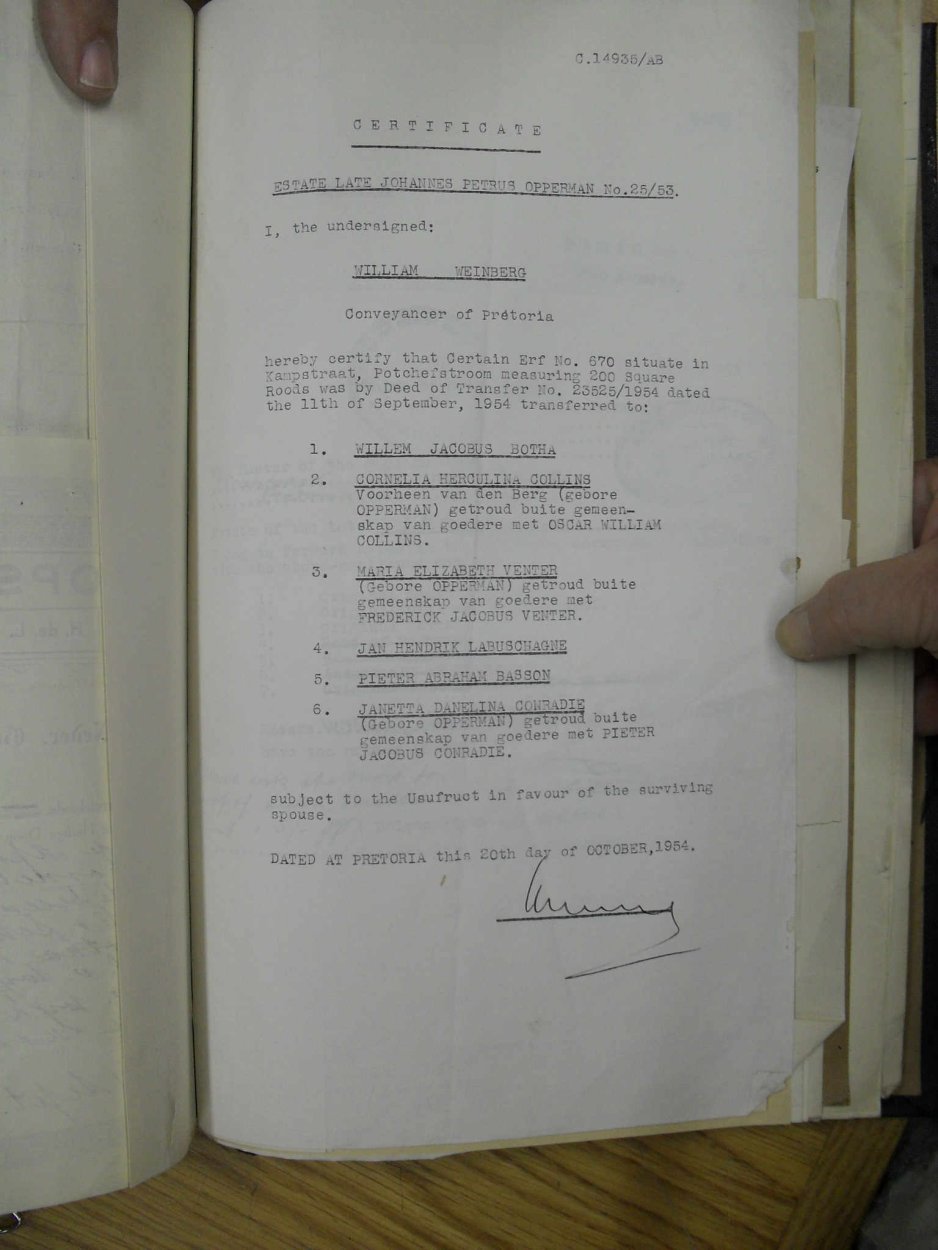 C.14935/AB
CERTIFICATE
ESTATE LATE JOHANNES PETRUS OPPERMAN No.25/53.
I, the undersigned:
WILLIAM WEINBERG
Conveyancer of Pretoria
hereby certify that Certain Erf No. 670 situate in
Kampstraat, Potchefstroom measuring 200 Square
Roods was by Deed of Transfer No. 23525/1954 dated
the 11th of September, 1954 transferred to:
1. WILLEM JACOBUS BOTHA
2. CORNELIA HERCULINA COLLINS
Voorheen van den Berg (gebore
OPPERMAN) getroud buite gemeen-
skap van goedere met OSCAR WILLIAM
COLLINS.
3. MARIA ELIZABETH VENTER
(Gebore OPPERMAN) getroud buite
gemeenskap van goedere met
FREDERICK JACOBUS VENTER.
4. JAN HENDRIK LABUSCHAGNE
5. PIETER ABRAHAM BASSON
6. JANETTA DANELINA CONRADIE
(Gebore OPPERMAN) getroud buite
gemeenskap van goedere met PIETER
JACOBUS CONRADIE.
subject to the Usufruct in favour of the surviving
spouse.
DATED AT PRETORIA this 20th day of OCTOBER,1954.